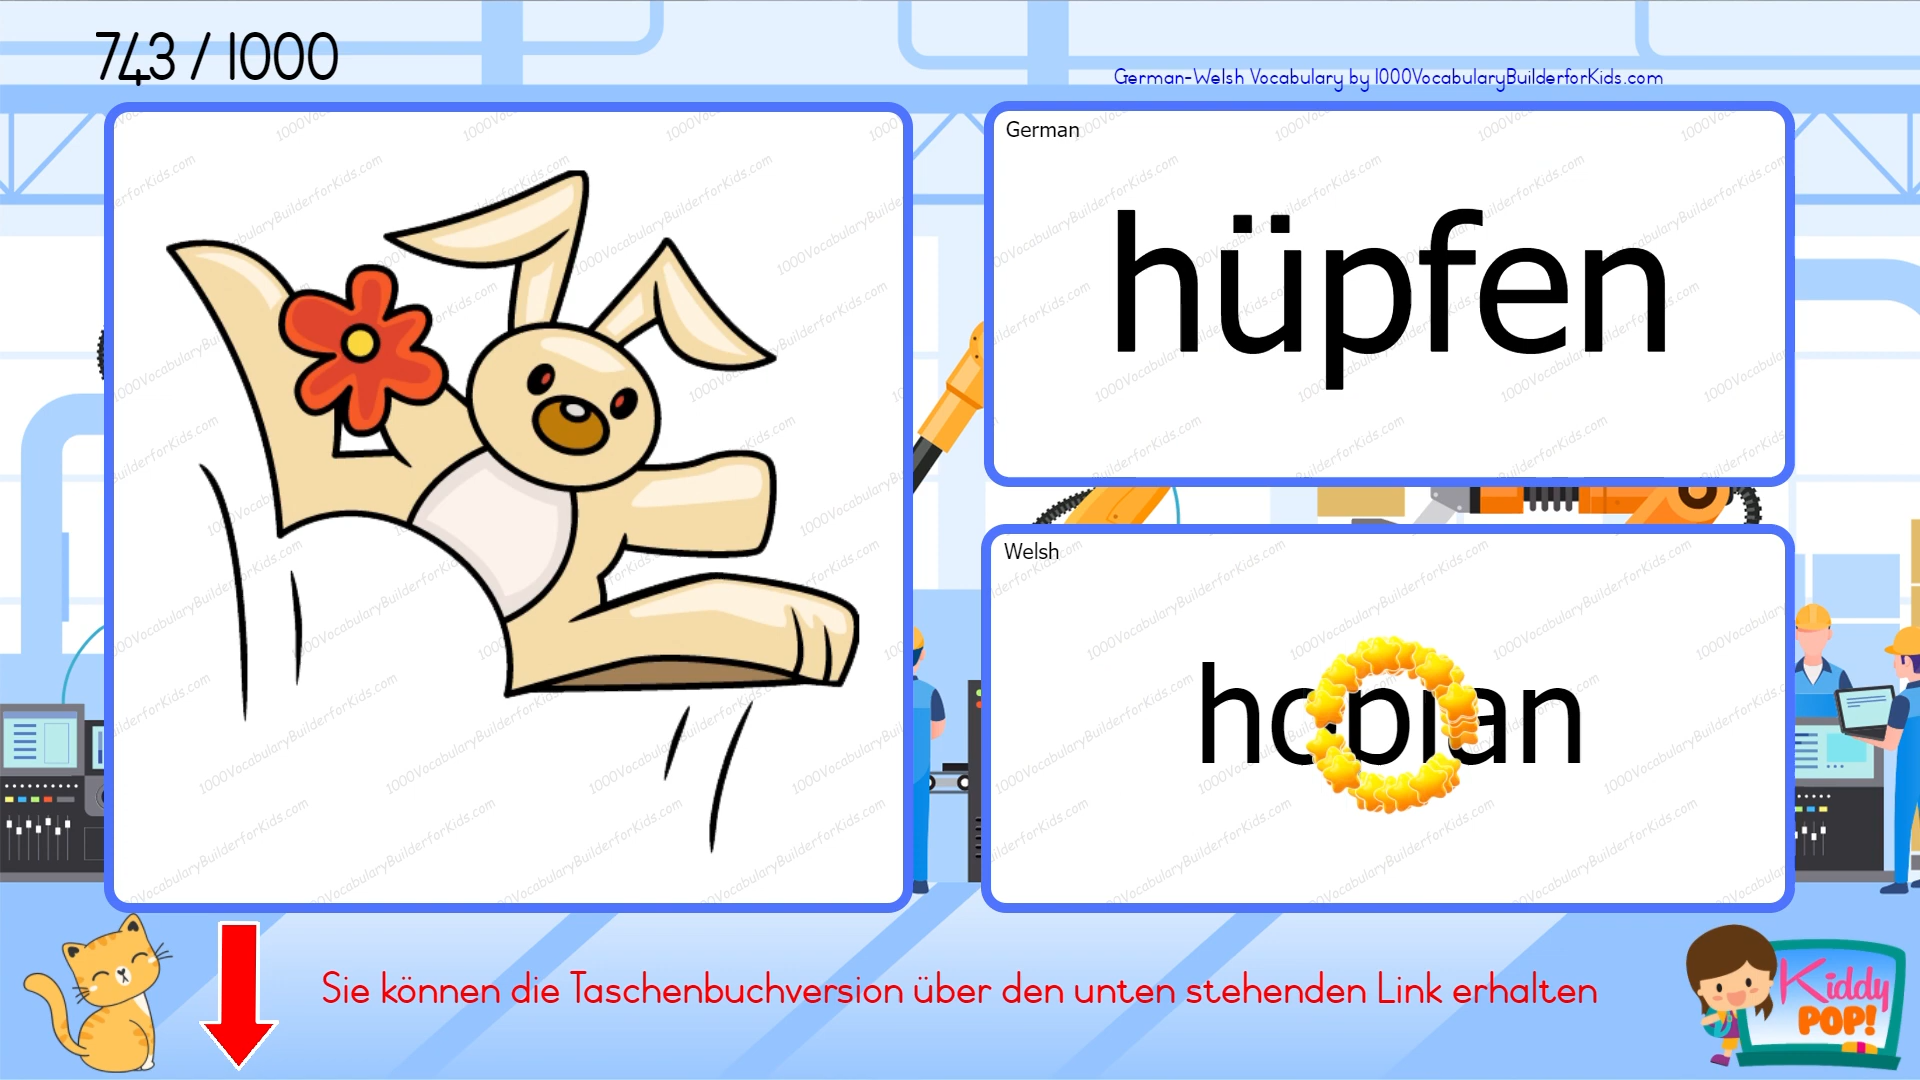 743 / 1000
German-Welsh Vocabulary by 1000VocabularyBuilderforKids.com
German
hüpfen
Welsh
Sie können die Taschenbuchversion über den unten stehenden Link erhalten
Kiddy
POP!